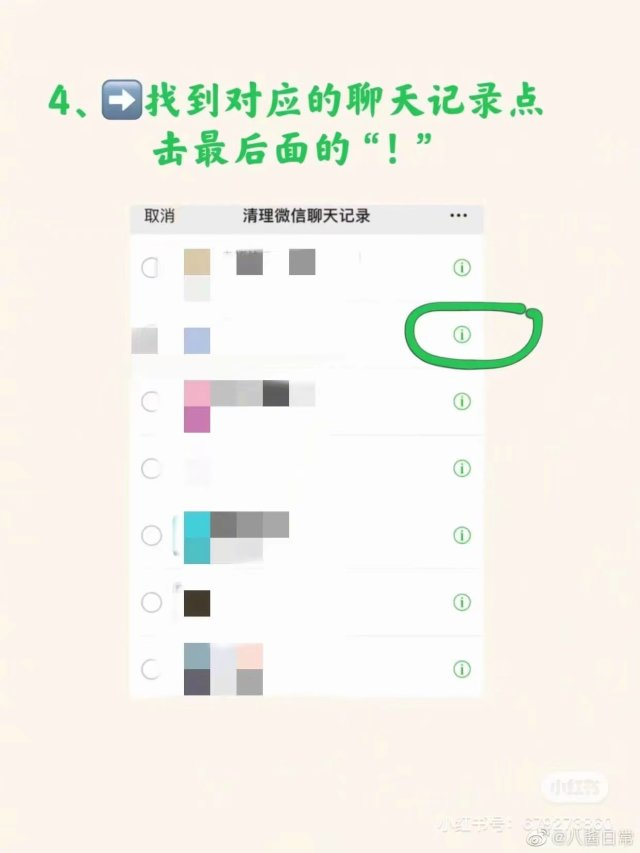 4、➡️找到对应的聊天记录点
击最后面的“！”
取消 清理微信聊天记录 •••
小红书
小红书号：679273860
@八酱日常